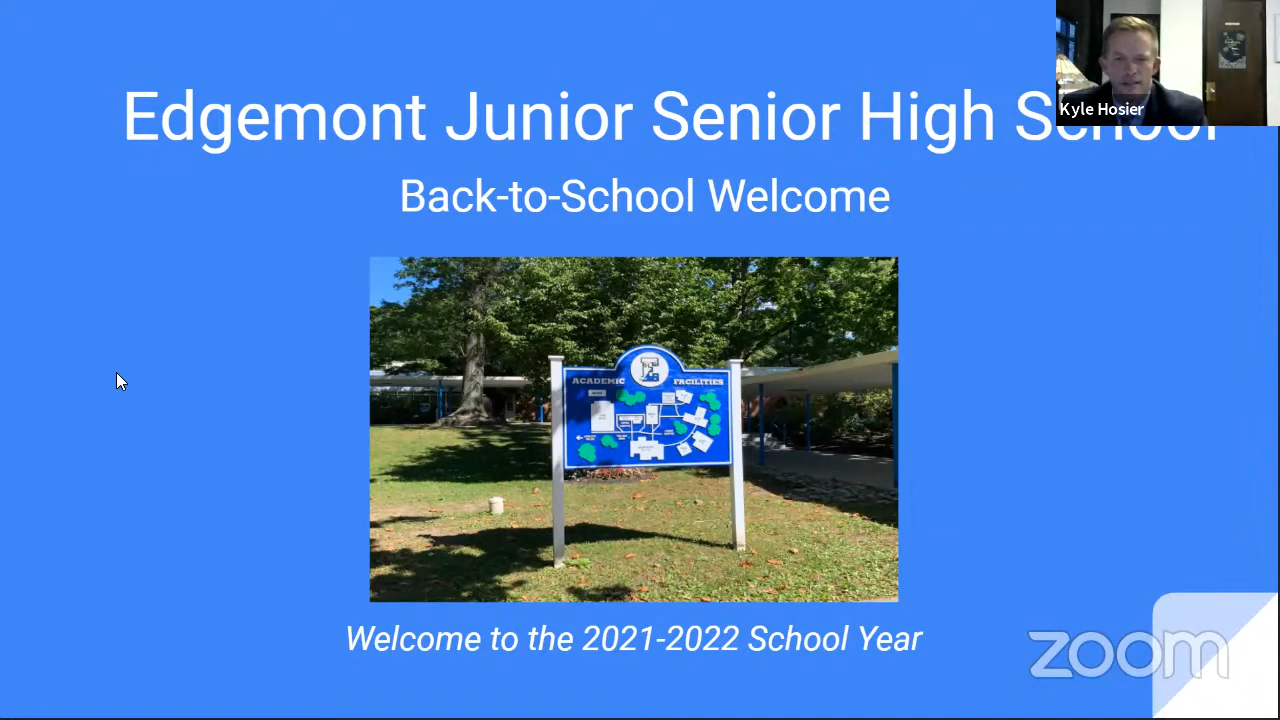 Edgemont Junior Senior High School
Kyle Hosier
Back-to-School Welcome
E
ACADEMIC FACILITIES
Welcome to the 2021-2022 School Year
zoom